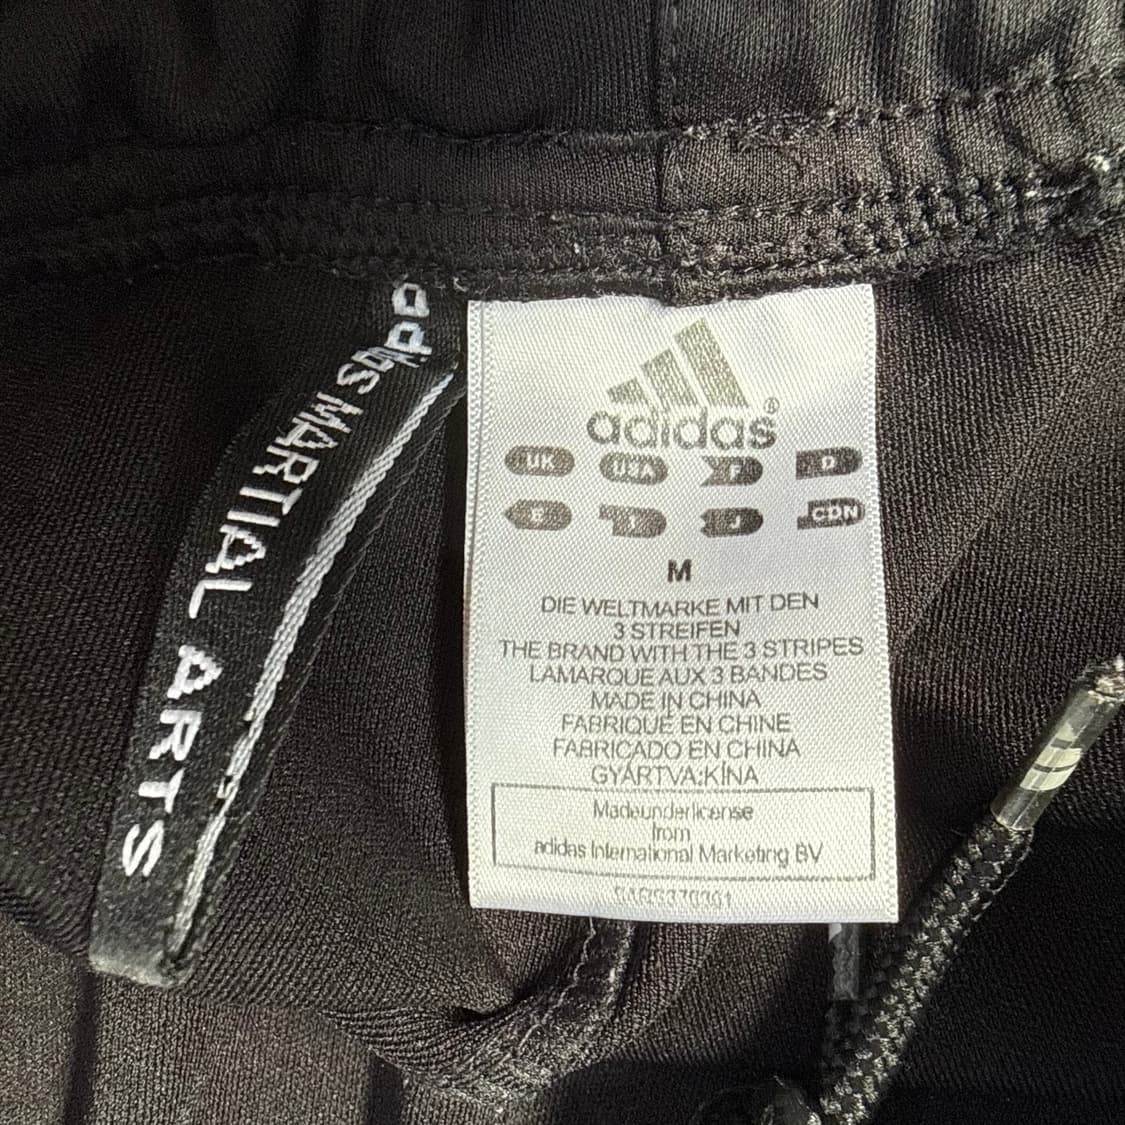 adidas MARTIAL ARTS
adidas®
UK USA F D
E I J CDN
M
DIE WELTMARKE MIT DEN
3 STREIFEN
THE BRAND WITH THE 3 STRIPES
LAMARQUE AUX 3 BANDES
MADE IN CHINA
FABRIQUE EN CHINE
FABRICADO EN CHINA
GYÁRTVA:KÍNA
Madeunderlicense
from
adidas International Marketing BV